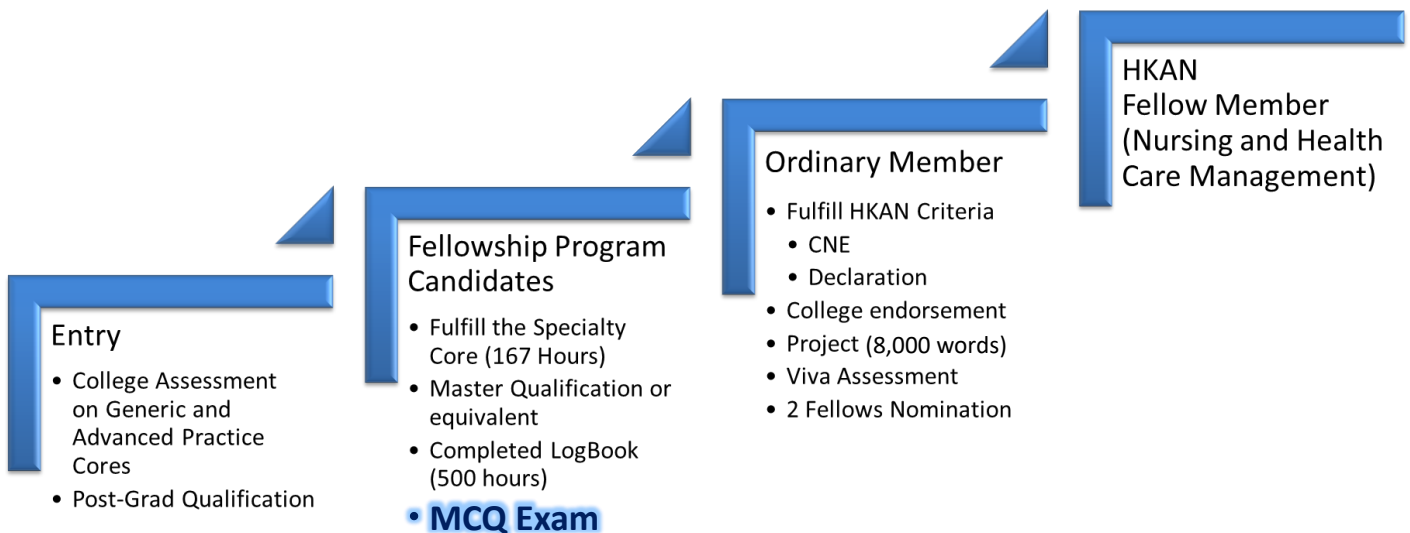 Entry
• College Assessment
on Generic and
Advanced Practice
Cores
• Post-Grad Qualification
Fellowship Program
Candidates
• Fulfill the Specialty
Core (167 Hours)
• Master Qualification or
equivalent
• Completed LogBook
(500 hours)
• MCQ Exam
Ordinary Member
• Fulfill HKAN Criteria
• CNE
• Declaration
• College endorsement
• Project (8,000 words)
• Viva Assessment
• 2 Fellows Nomination
HKAN
Fellow Member
(Nursing and Health
Care Management)